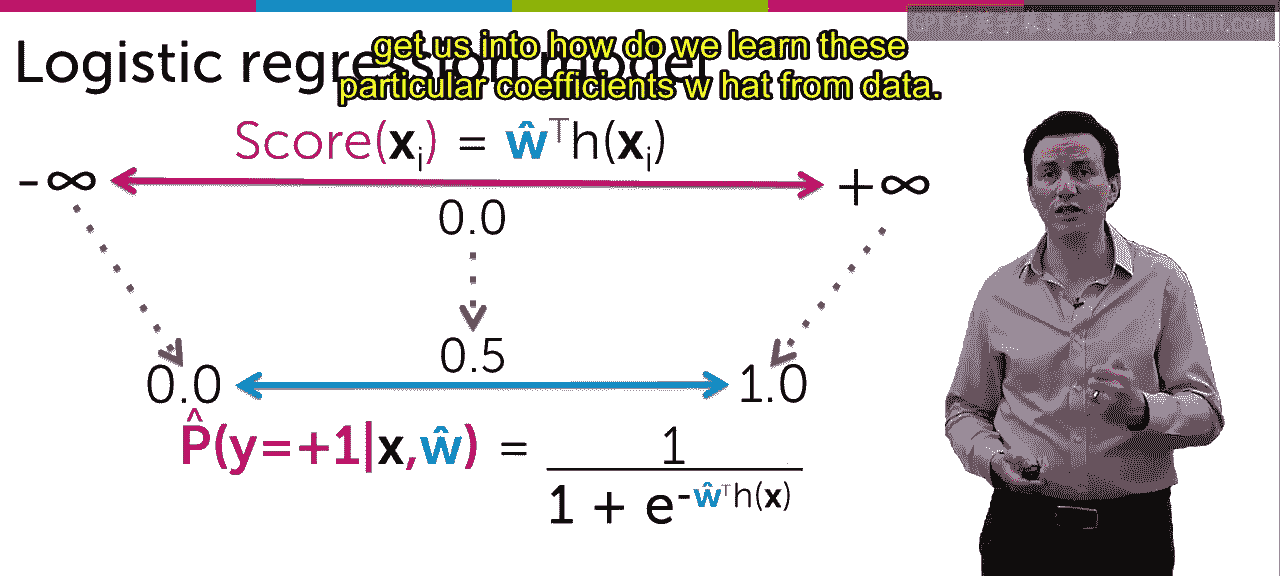 get us into how do we learn these
Logistic regression model
particular coefficients w hat from data.
Score(xᵢ) = ŵᵀh(xᵢ)
-∞ +∞
0.0
0.5
0.0 1.0
P̂(y=+1|x,ŵ) = 1
1 + e^-ŵᵀh(x)